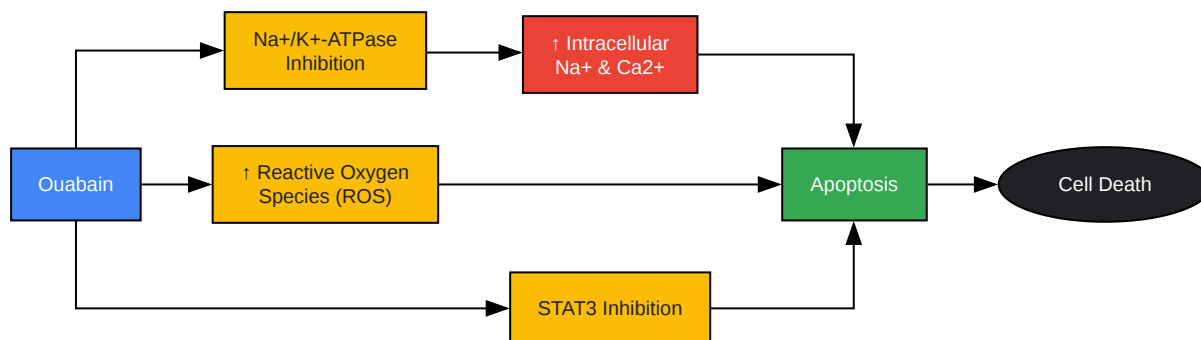 Na+/K+-ATPase
Inhibition
↑ Intracellular
Na+ & Ca2+
Ouabain
↑ Reactive Oxygen
Species (ROS)
Apoptosis
Cell Death
STAT3 Inhibition